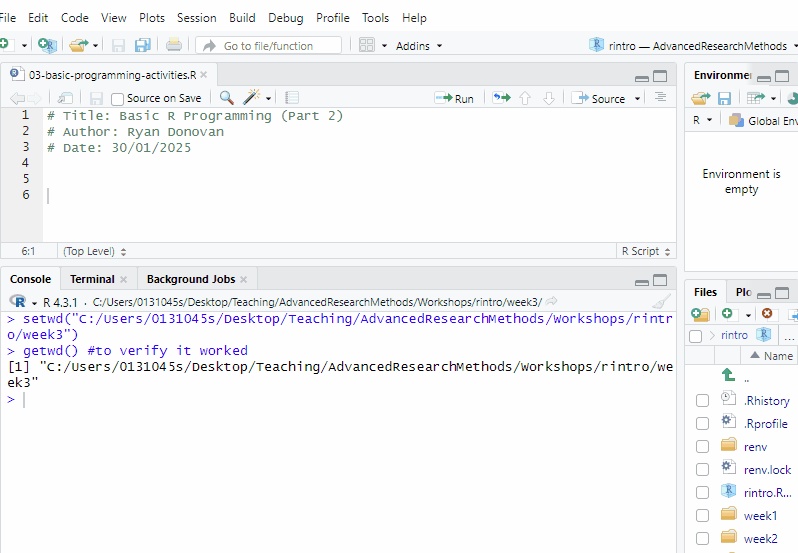 File Edit Code View Plots Session Build Debug Profile Tools Help
Go to file/function Addins rintro — AdvancedResearchMethods
03-basic-programming-activities.R
Source on Save Run Source
1 # Title: Basic R Programming (Part 2)
2 # Author: Ryan Donovan
3 # Date: 30/01/2025
4
5
6
6:1 (Top Level) R Script
Console Terminal Background Jobs
R 4.3.1 · C:/Users/0131045s/Desktop/Teaching/AdvancedResearchMethods/Workshops/rintro/week3/
> setwd("C:/Users/0131045s/Desktop/Teaching/AdvancedResearchMethods/Workshops/rintr
o/week3")
> getwd() #to verify it worked
[1] "C:/Users/0131045s/Desktop/Teaching/AdvancedResearchMethods/Workshops/rintro/we
ek3"
>
Environme
R Global Env
Environment is
empty
Files Plo
rintro ...
Name
..
.Rhistory
.Rprofile
renv
renv.lock
rintro.R...
week1
week2